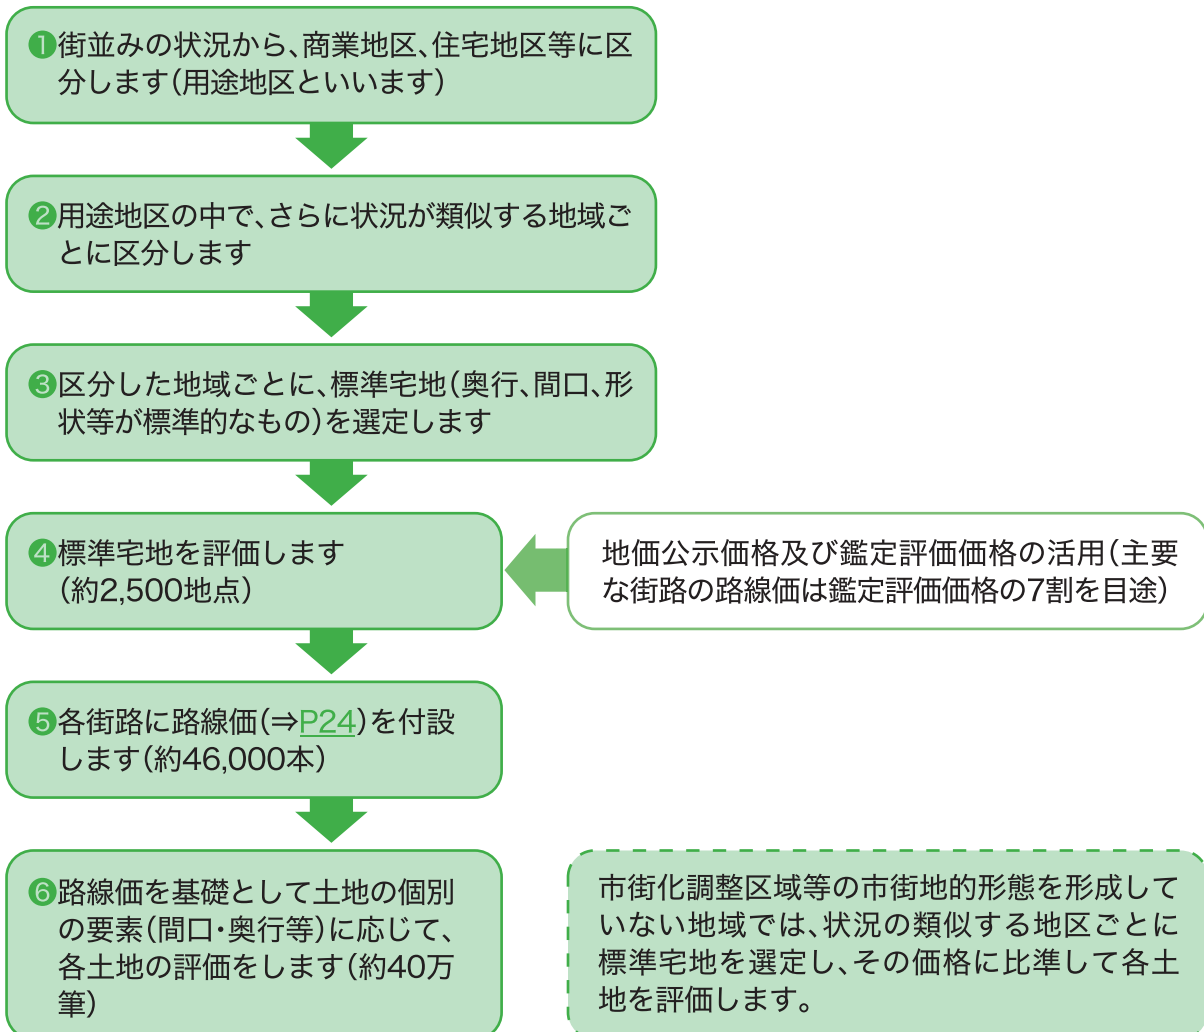 ❶街並みの状況から、商業地区、住宅地区等に区
分します（用途地区といいます）
❷用途地区の中で、さらに状況が類似する地域ご
とに区分します
❸区分した地域ごとに、標準宅地（奥行、間口、形
状等が標準的なもの）を選定します
❹標準宅地を評価します
（約2,500地点）
地価公示価格及び鑑定評価価格の活用（主要
な街路の路線価は鑑定評価価格の7割を目途）
❺各街路に路線価（⇒P24）を付設
します（約46,000本）
❻路線価を基礎として土地の個別
の要素（間口・奥行等）に応じて、
各土地の評価をします（約40万
筆）
市街化調整区域等の市街地的形態を形成して
いない地域では、状況の類似する地区ごとに
標準宅地を選定し、その価格に比準して各土
地を評価します。